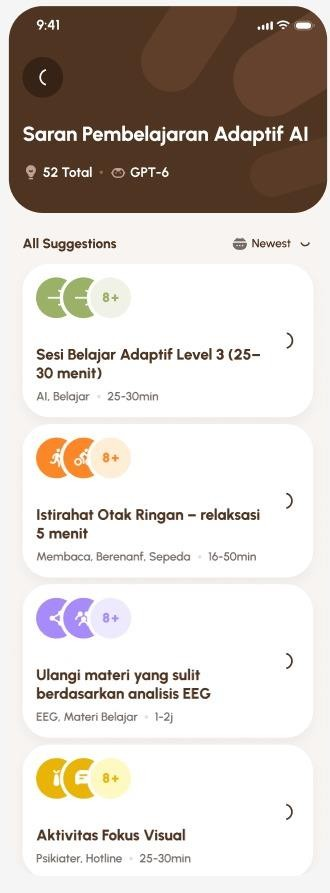 9:41
Saran Pembelajaran Adaptif AI
52 Total • GPT-6
All Suggestions
Newest
8+
Sesi Belajar Adaptif Level 3 (25–
30 menit)
AI, Belajar • 25-30min
8+
Istirahat Otak Ringan – relaksasi
5 menit
Membaca, Berenanf, Sepeda • 16-50min
8+
Ulangi materi yang sulit
berdasarkan analisis EEG
EEG, Materi Belajar • 1-2j
8+
Aktivitas Fokus Visual
Psikiater, Hotline • 25-30min